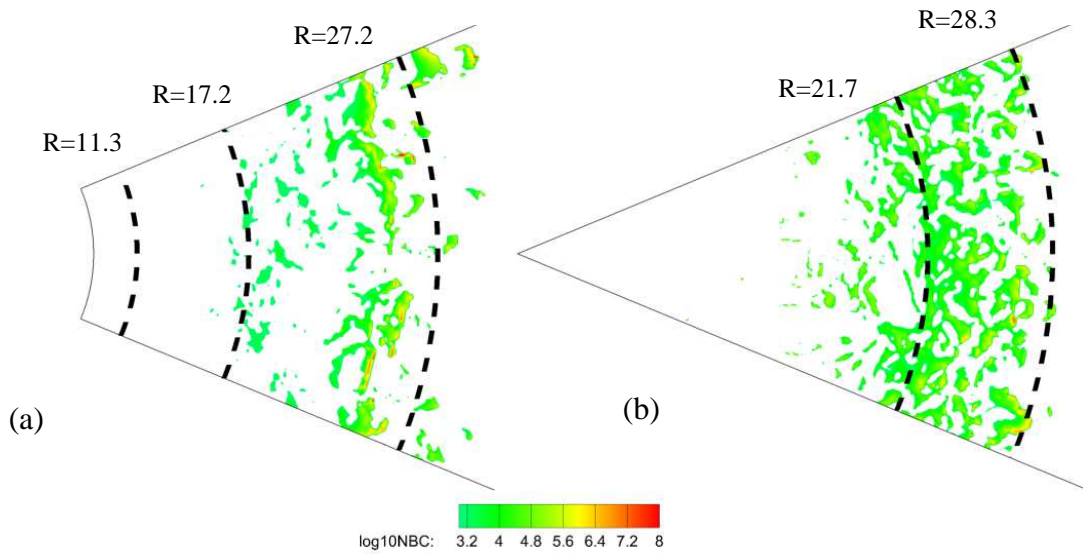 R=27.2
R=28.3
R=17.2
R=21.7
R=11.3
(a)
(b)
log10NBC: 3.2 4 4.8 5.6 6.4 7.2 8